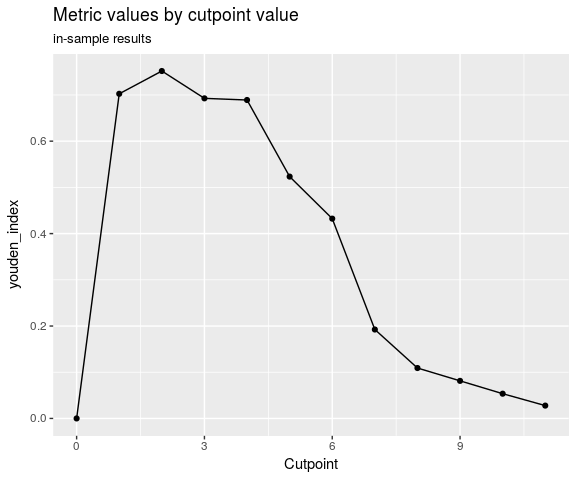 Metric values by cutpoint value
in-sample results
youden_index
0.6
0.4
0.2
0.0
0 3 6 9
Cutpoint